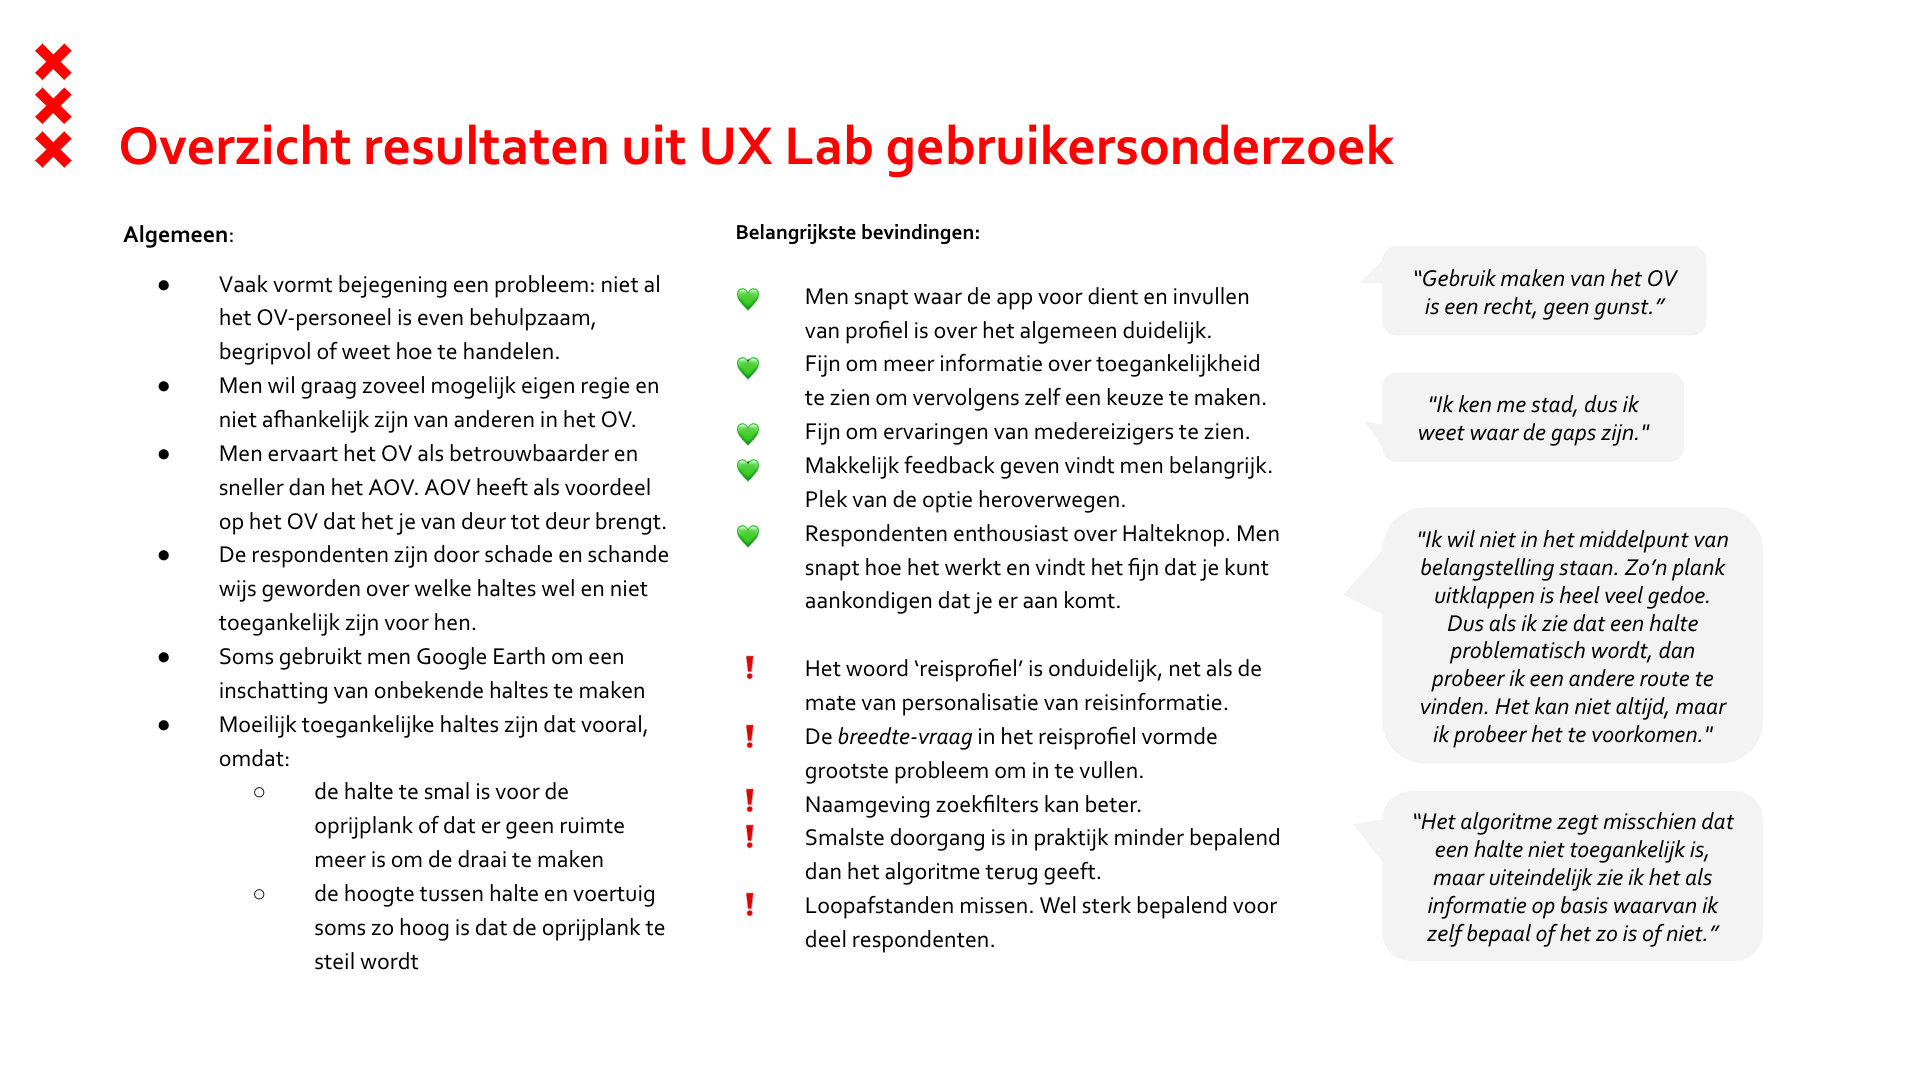 Overzicht resultaten uit UX Lab gebruikersonderzoek
Algemeen:
● Vaak vormt bejegening een probleem: niet al
het OV-personeel is even behulpzaam,
begripvol of weet hoe te handelen.
● Men wil graag zoveel mogelijk eigen regie en
niet afhankelijk zijn van anderen in het OV.
● Men ervaart het OV als betrouwbaarder en
sneller dan het AOV. AOV heeft als voordeel
op het OV dat het je van deur tot deur brengt.
● De respondenten zijn door schade en schande
wijs geworden over welke haltes wel en niet
toegankelijk zijn voor hen.
● Soms gebruikt men Google Earth om een
inschatting van onbekende haltes te maken
● Moeilijk toegankelijke haltes zijn dat vooral,
omdat:
○ de halte te smal is voor de
oprijplank of dat er geen ruimte
meer is om de draai te maken
○ de hoogte tussen halte en voertuig
soms zo hoog is dat de oprijplank te
steil wordt
Belangrijkste bevindingen:
💚 Men snapt waar de app voor dient en invullen
van profiel is over het algemeen duidelijk.
💚 Fijn om meer informatie over toegankelijkheid
te zien om vervolgens zelf een keuze te maken.
💚 Fijn om ervaringen van medereizigers te zien.
💚 Makkelijk feedback geven vindt men belangrijk.
Plek van de optie heroverwegen.
💚 Respondenten enthousiast over Halteknop. Men
snapt hoe het werkt en vindt het fijn dat je kunt
aankondigen dat je er aan komt.
❗ Het woord ‘reisprofiel’ is onduidelijk, net als de
mate van personalisatie van reisinformatie.
❗ De breedte-vraag in het reisprofiel vormde
grootste probleem om in te vullen.
❗ Naamgeving zoekfilters kan beter.
❗ Smalste doorgang is in praktijk minder bepalend
dan het algoritme terug geeft.
❗ Loopafstanden missen. Wel sterk bepalend voor
deel respondenten.
“Gebruik maken van het OV
is een recht, geen gunst.”
"Ik ken me stad, dus ik
weet waar de gaps zijn."
"Ik wil niet in het middelpunt van
belangstelling staan. Zo’n plank
uitklappen is heel veel gedoe.
Dus als ik zie dat een halte
problematisch wordt, dan
probeer ik een andere route te
vinden. Het kan niet altijd, maar
ik probeer het te voorkomen."
“Het algoritme zegt misschien dat
een halte niet toegankelijk is,
maar uiteindelijk zie ik het als
informatie op basis waarvan ik
zelf bepaal of het zo is of niet.”